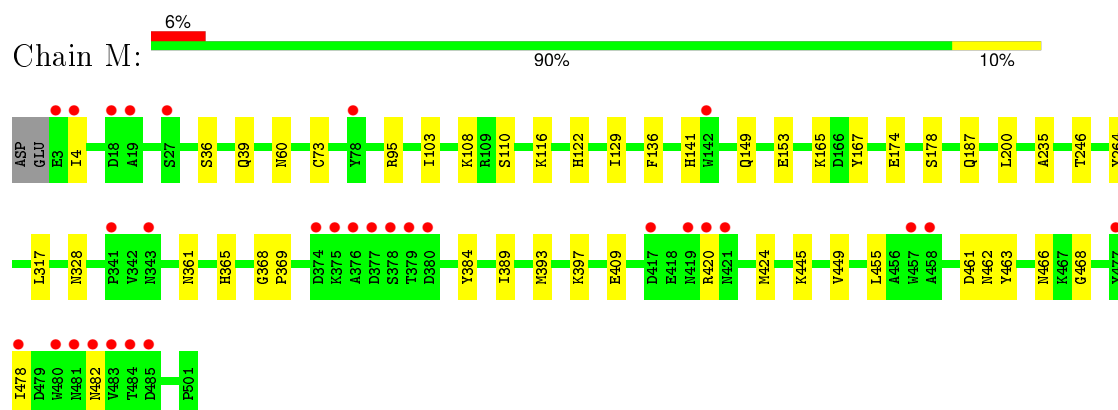 6%
Chain M:
90% 10%
ASP GLU E3 I4 D18 A19 S27 S36 Q39 N60 C73 Y78 R95 I103 K108 R109 S110 K116 H122 I129 F136 H141 W142 Q149 E153 K165 D166 Y167 E174 S178 Q187 L200 A235 T246 Y264
L317 N328 P341 V342 N343 N361 H365 G368 P369 D374 K375 A376 D377 S378 T379 D380 Y384 I389 M393 K397 E409 D417 E418 N419 R420 N421 M424 K445 V449 L455 A456 W457 A458 D461 N462 Y463 N466 K467 G468 Y477
I478 D479 W480 N481 N482 V483 T484 D485 P501